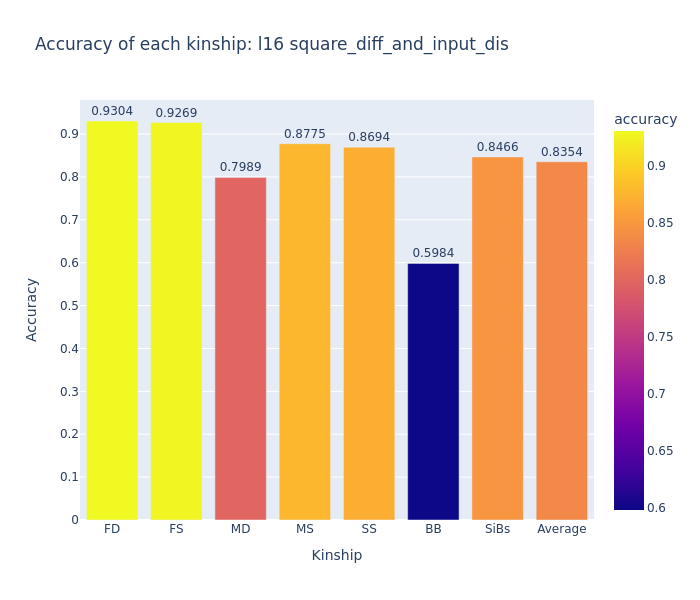 Accuracy of each kinship: l16 square_diff_and_input_dis
accuracy
0.9304
0.9269
0.7989
0.8775
0.8694
0.5984
0.8466
0.8354
0.9
0.8
0.7
0.6
0.5
0.4
0.3
0.2
0.1
0
Accuracy
FD
FS
MD
MS
SS
BB
SiBs
Average
Kinship
0.9
0.85
0.8
0.75
0.7
0.65
0.6